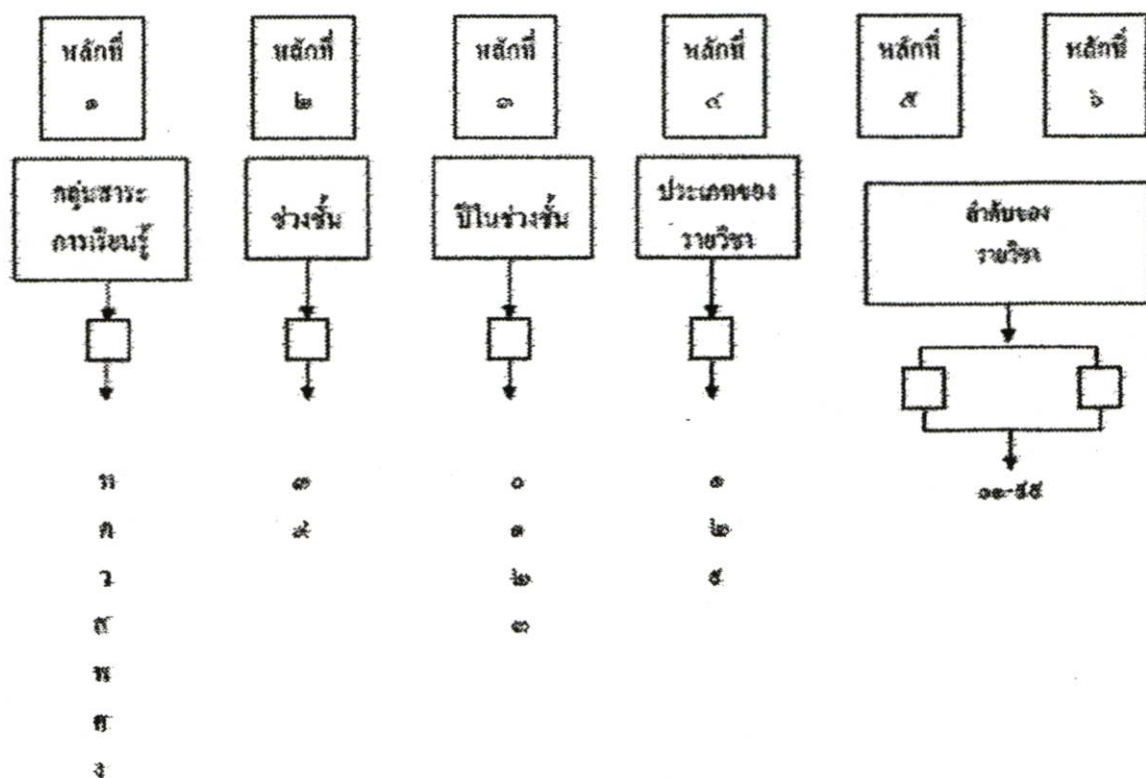 หลักที่
๑
หลักที่
๒
หลักที่
๓
หลักที่
๔
หลักที่
๕
หลักที่
๖
กลุ่มสาระ
การเรียนรู้
ช่วงชั้น
ปีในช่วงชั้น
ประเภทของ
รายวิชา
ลำดับของ
รายวิชา
ท
ค
ว
ส
พ
ศ
ง
๓
๔
๐
๑
๒
๓
๑
๒
๐๑-๙๙